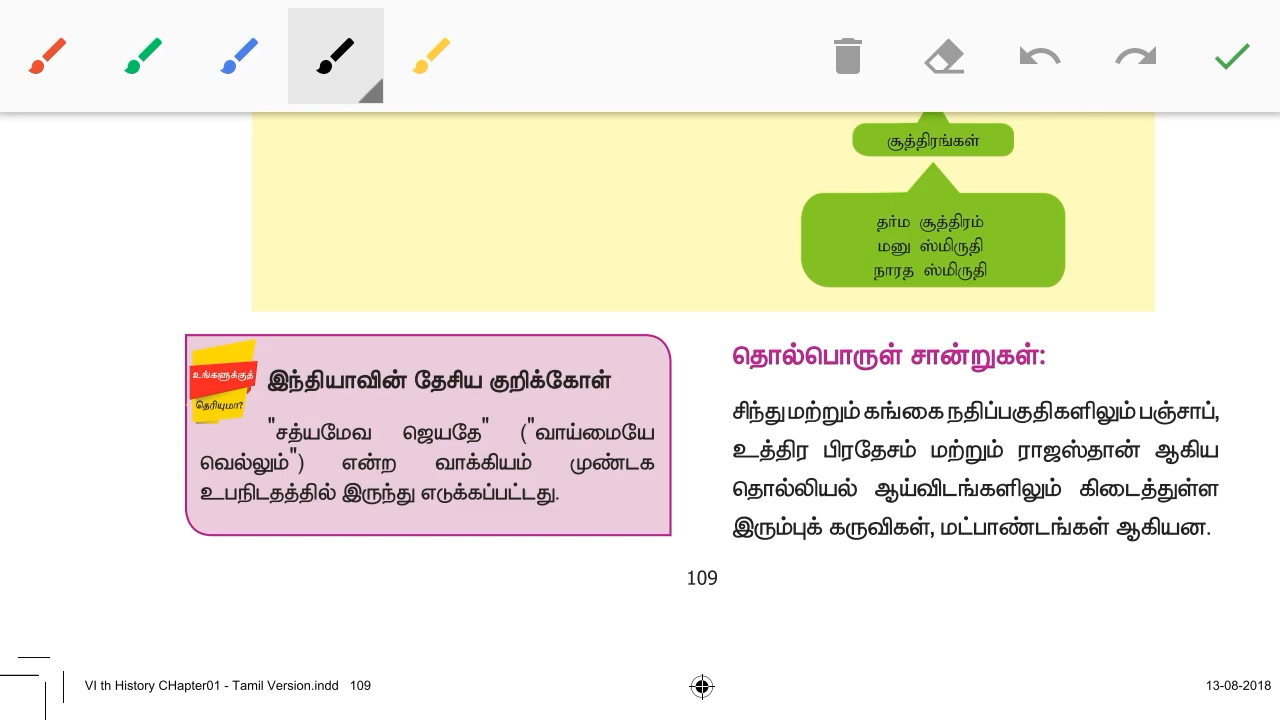 சூத்திரங்கள்
தர்ம சூத்திரம்
மனு ஸ்மிருதி
நாரத ஸ்மிருதி
உங்களுக்குத்
தெரியுமா?
இந்தியாவின் தேசிய குறிக்கோள்
"சத்யமேவ ஜெயதே" ("வாய்மையே
வெல்லும்") என்ற வாக்கியம் முண்டக
உபநிடதத்தில் இருந்து எடுக்கப்பட்டது.
தொல்பொருள் சான்றுகள்:
சிந்து மற்றும் கங்கை நதிப்பகுதிகளிலும் பஞ்சாப்,
உத்திர பிரதேசம் மற்றும் ராஜஸ்தான் ஆகிய
தொல்லியல் ஆய்விடங்களிலும் கிடைத்துள்ள
இரும்புக் கருவிகள், மட்பாண்டங்கள் ஆகியன.
109
VI th History CHapter01 - Tamil Version.indd 109
13-08-2018